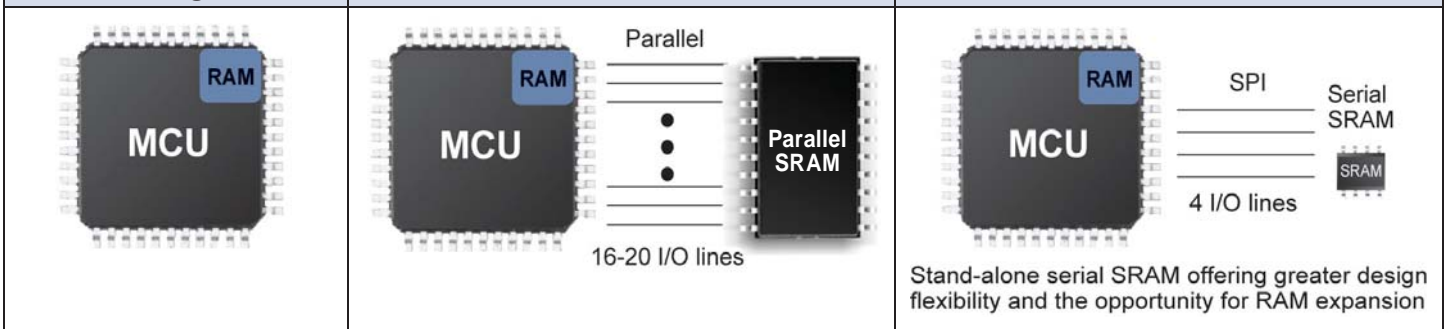 RAM
MCU
Parallel
RAM
MCU
Parallel
SRAM
16-20 I/O lines
RAM
MCU
SPI
Serial
SRAM
SRAM
4 I/O lines
Stand-alone serial SRAM offering greater design
flexibility and the opportunity for RAM expansion